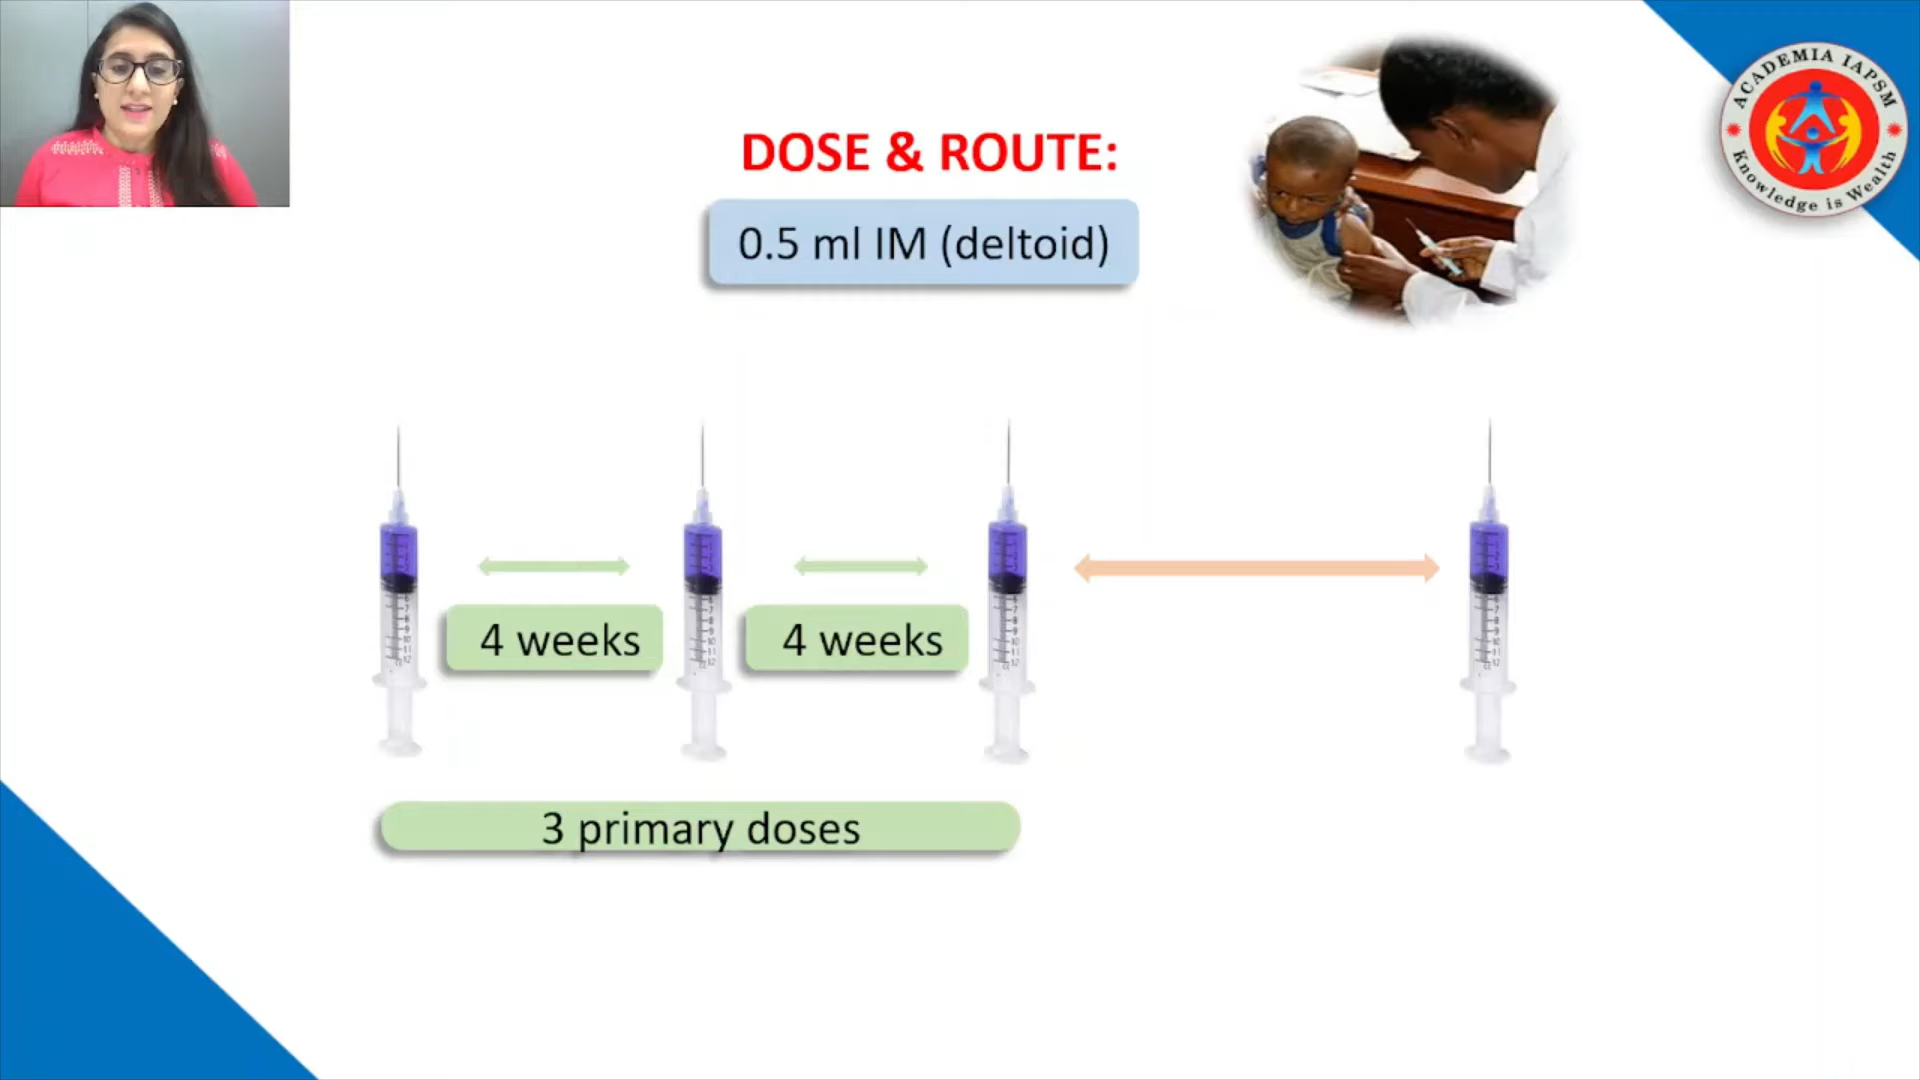 ACADEMIA IAPSM
Knowledge is Wealth
DOSE & ROUTE:
0.5 ml IM (deltoid)
4 weeks
4 weeks
3 primary doses